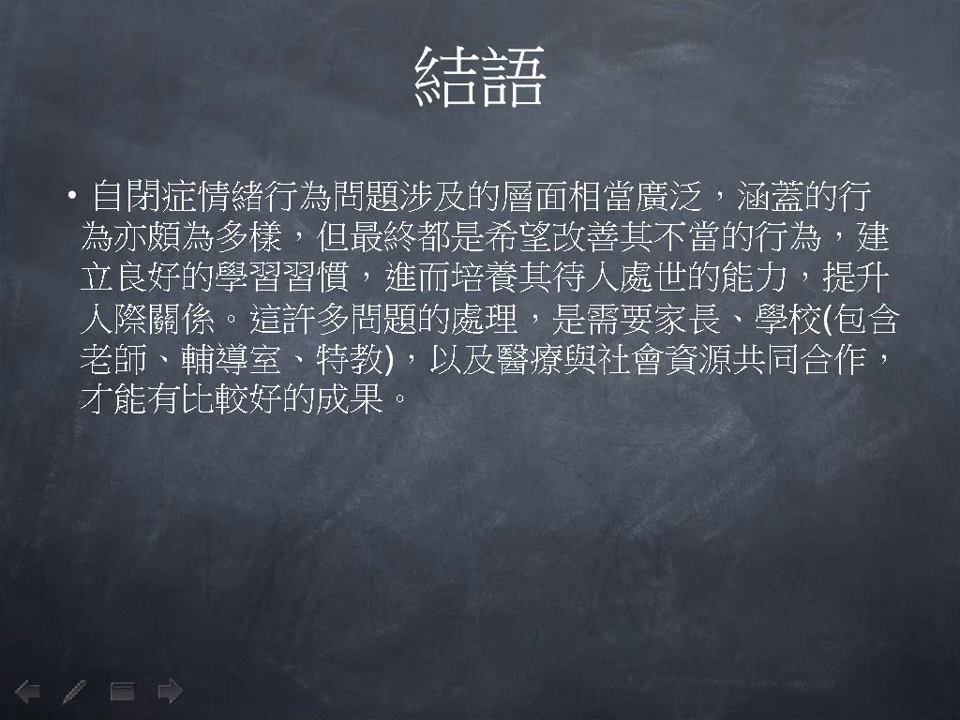 結語
• 自閉症情緒行為問題涉及的層面相當廣泛，涵蓋的行
為亦頗為多樣，但最終都是希望改善其不當的行為，建
立良好的學習習慣，進而培養其待人處世的能力，提升
人際關係。這許多問題的處理，是需要家長、學校(包含
老師、輔導室、特教)，以及醫療與社會資源共同合作，
才能有比較好的成果。